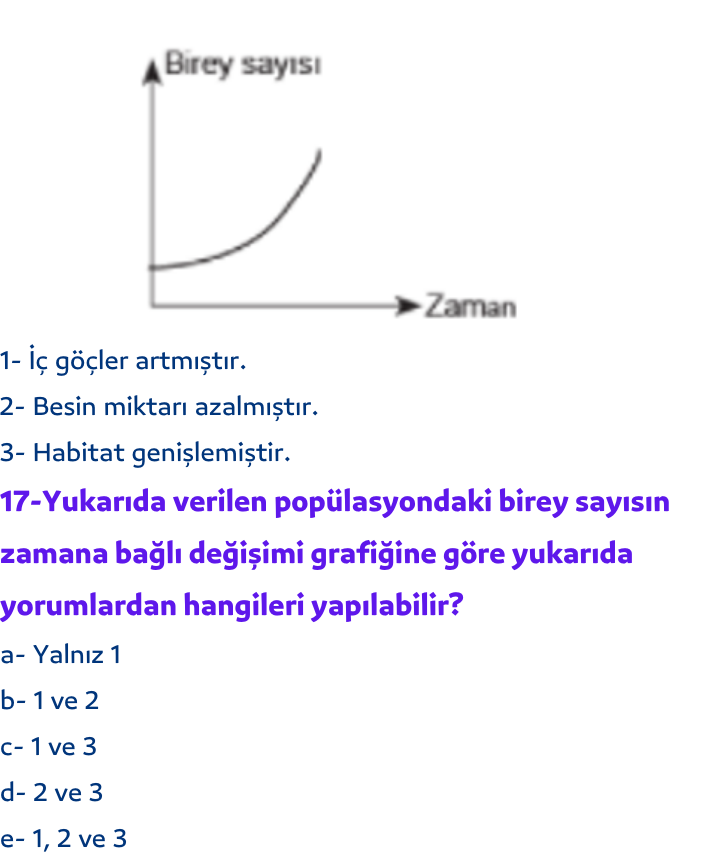 Birey sayısı
Zaman
1- İç göçler artmıştır.
2- Besin miktarı azalmıştır.
3- Habitat genişlemiştir.
17-Yukarıda verilen popülasyondaki birey sayısın
zamana bağlı değişimi grafiğine göre yukarıda
yorumlardan hangileri yapılabilir?
a- Yalnız 1
b- 1 ve 2
c- 1 ve 3
d- 2 ve 3
e- 1, 2 ve 3